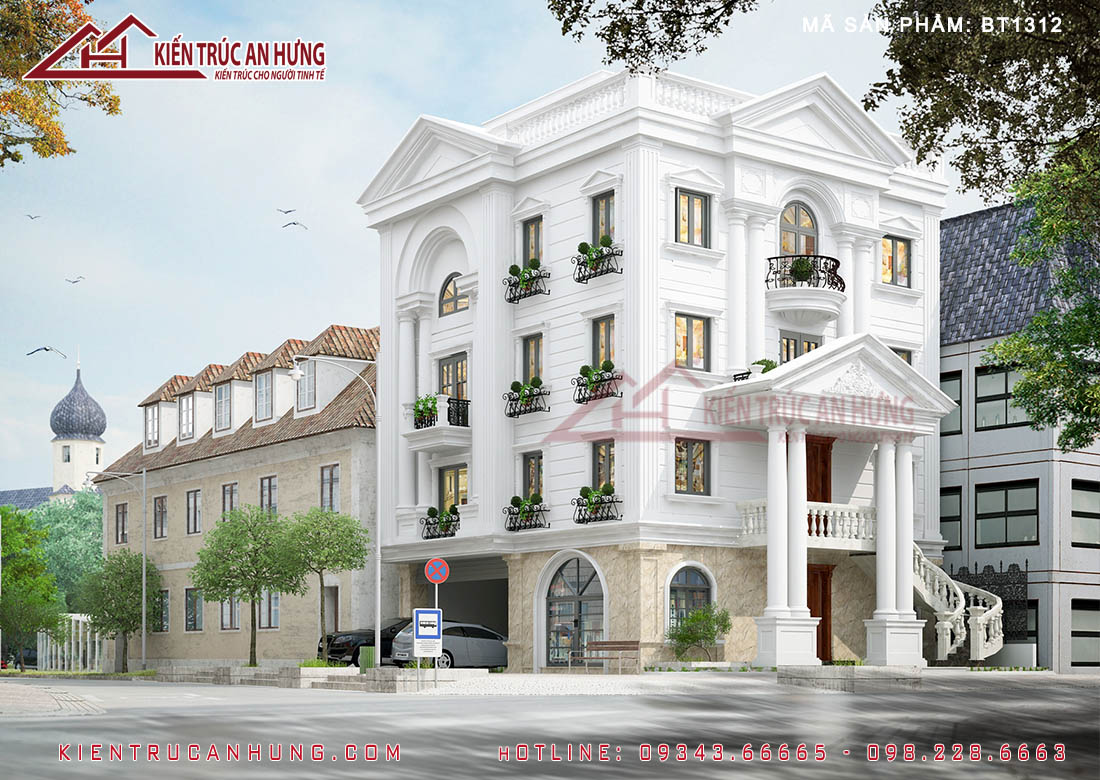 KIẾN TRÚC AN HƯNG
KIẾN TRÚC CHO NGƯỜI TINH TẾ
MÃ SẢN PHẨM: BT1312
KIẾN TRÚC AN HƯNG
KIENTRUCANHUNG.COM
HOTLINE: 09343.66665 - 098.228.6663